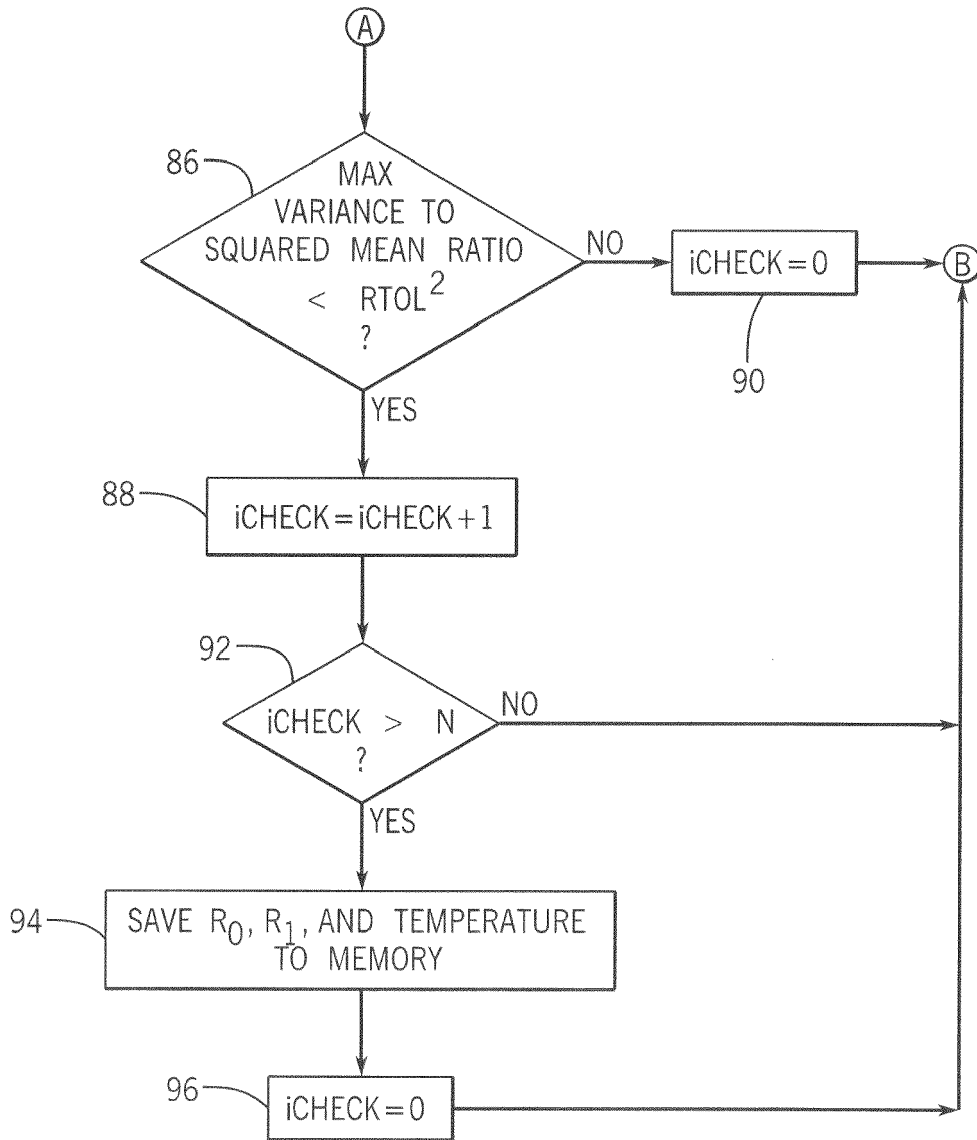 A
86
MAX
VARIANCE TO
SQUARED MEAN RATIO
< RTOL²
?
NO
iCHECK=0
B
90
YES
88
iCHECK=iCHECK+1
92
iCHECK > N
?
NO
YES
94
SAVE R₀, R₁, AND TEMPERATURE
TO MEMORY
96
iCHECK=0